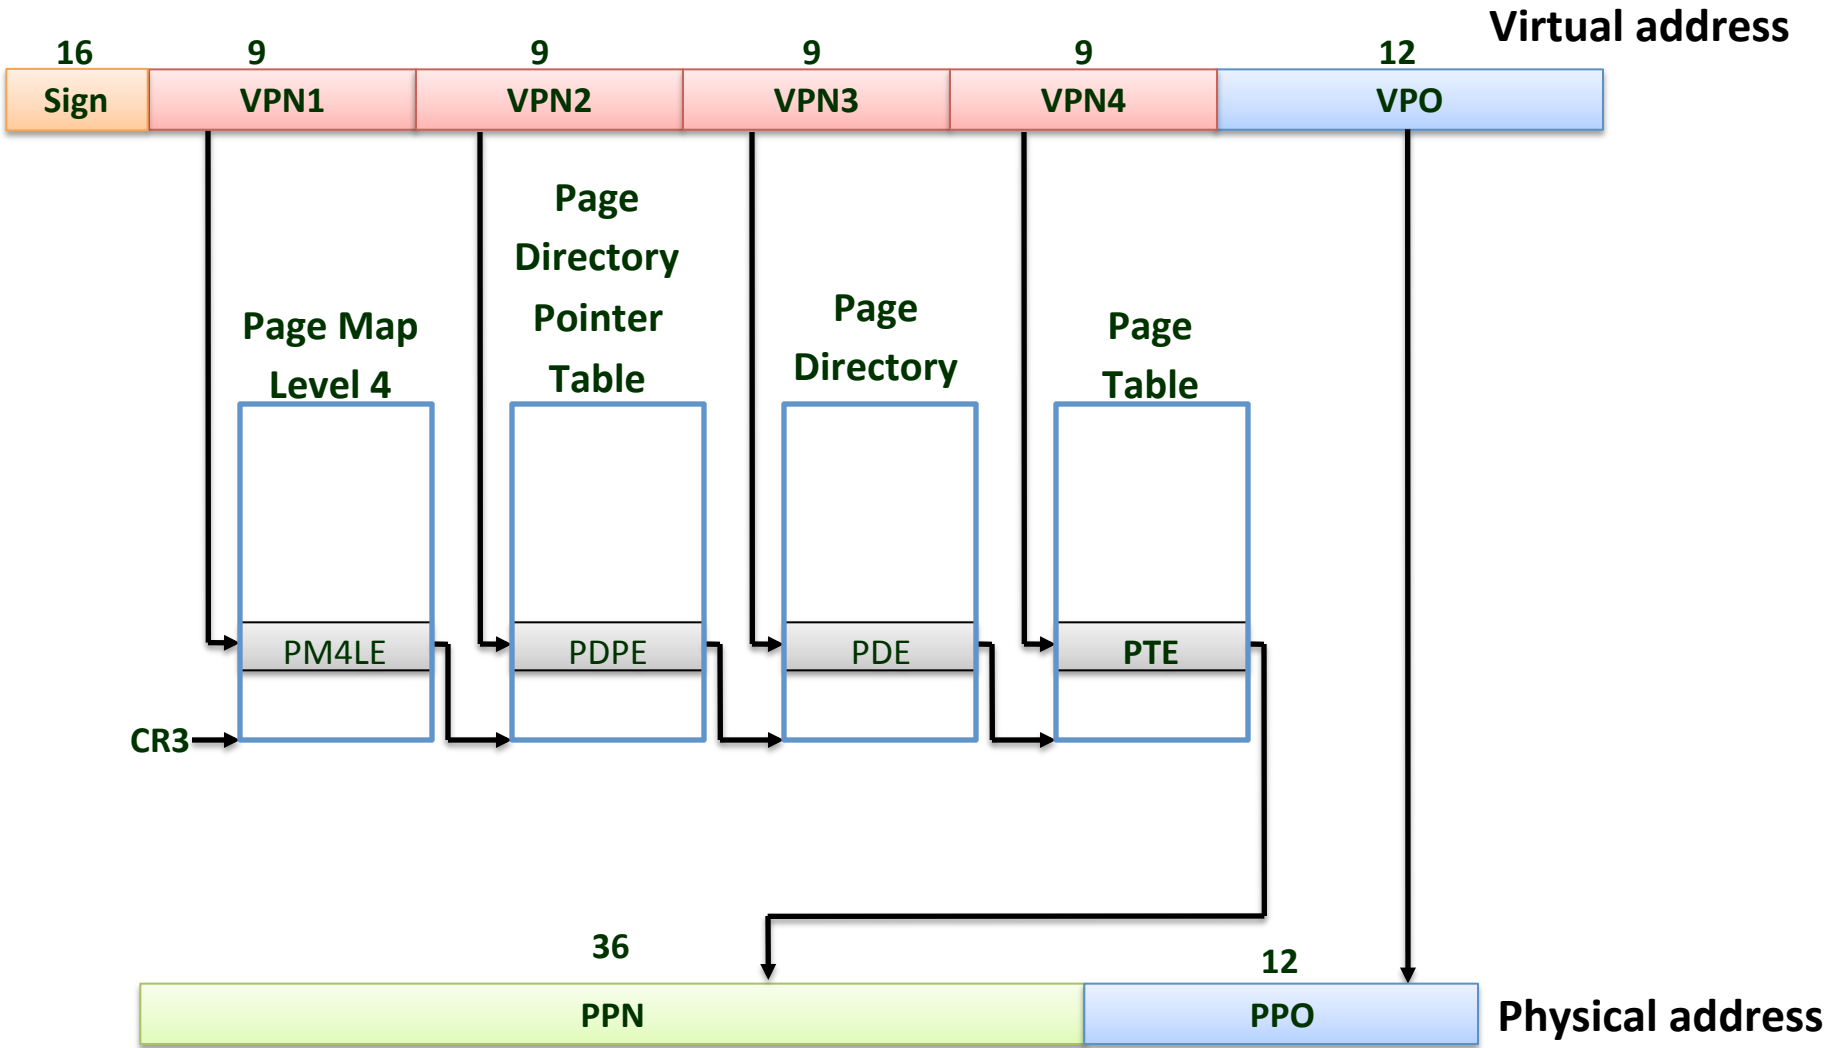 Virtual address
16 9 9 9 9 12
Sign VPN1 VPN2 VPN3 VPN4 VPO
Page Map
Level 4
Page
Directory
Pointer
Table
Page
Directory
Page
Table
PM4LE PDPE PDE PTE
CR3
36 12
PPN PPO
Physical address